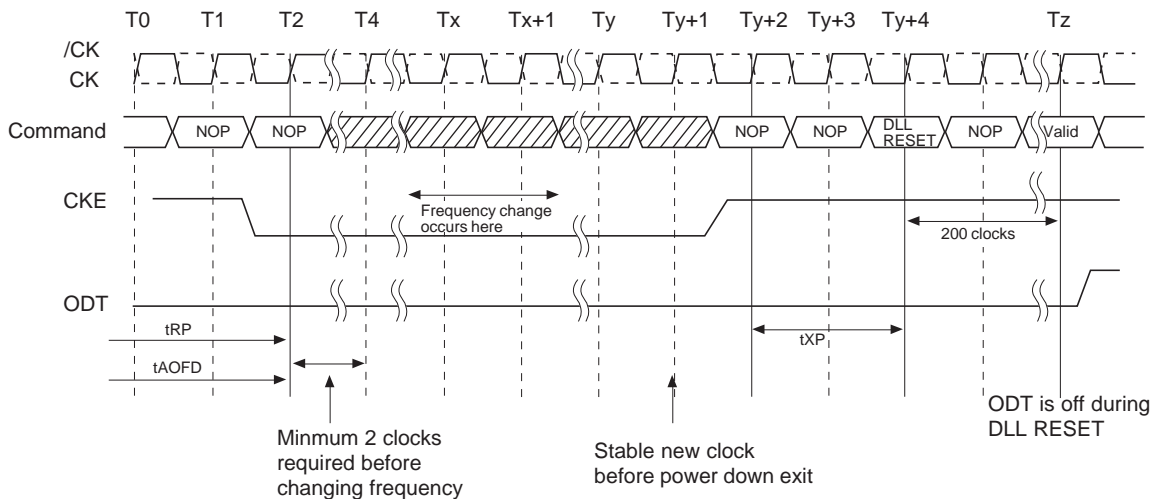 T0 T1 T2 T4 Tx Tx+1 Ty Ty+1 Ty+2 Ty+3 Ty+4 Tz
/CK
CK
Command NOP NOP NOP NOP DLL RESET NOP Valid
CKE
Frequency change
occurs here
200 clocks
ODT
tRP
tXP
tAOFD
Minmum 2 clocks
required before
changing frequency
Stable new clock
before power down exit
ODT is off during
DLL RESET